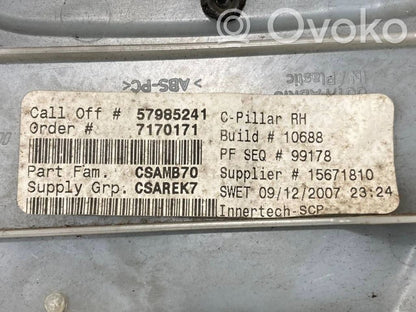 Ovoko
>ABS-PC<
Call Off # 57985241
Order # 7170171
Part Fam. CSAMB70
Supply Grp. CSAREK7
C-Pillar RH
Build # 10688
PF SEQ # 99178
Supplier # 15671810
SWET 09/12/2007 23:24
Innertech-SCP